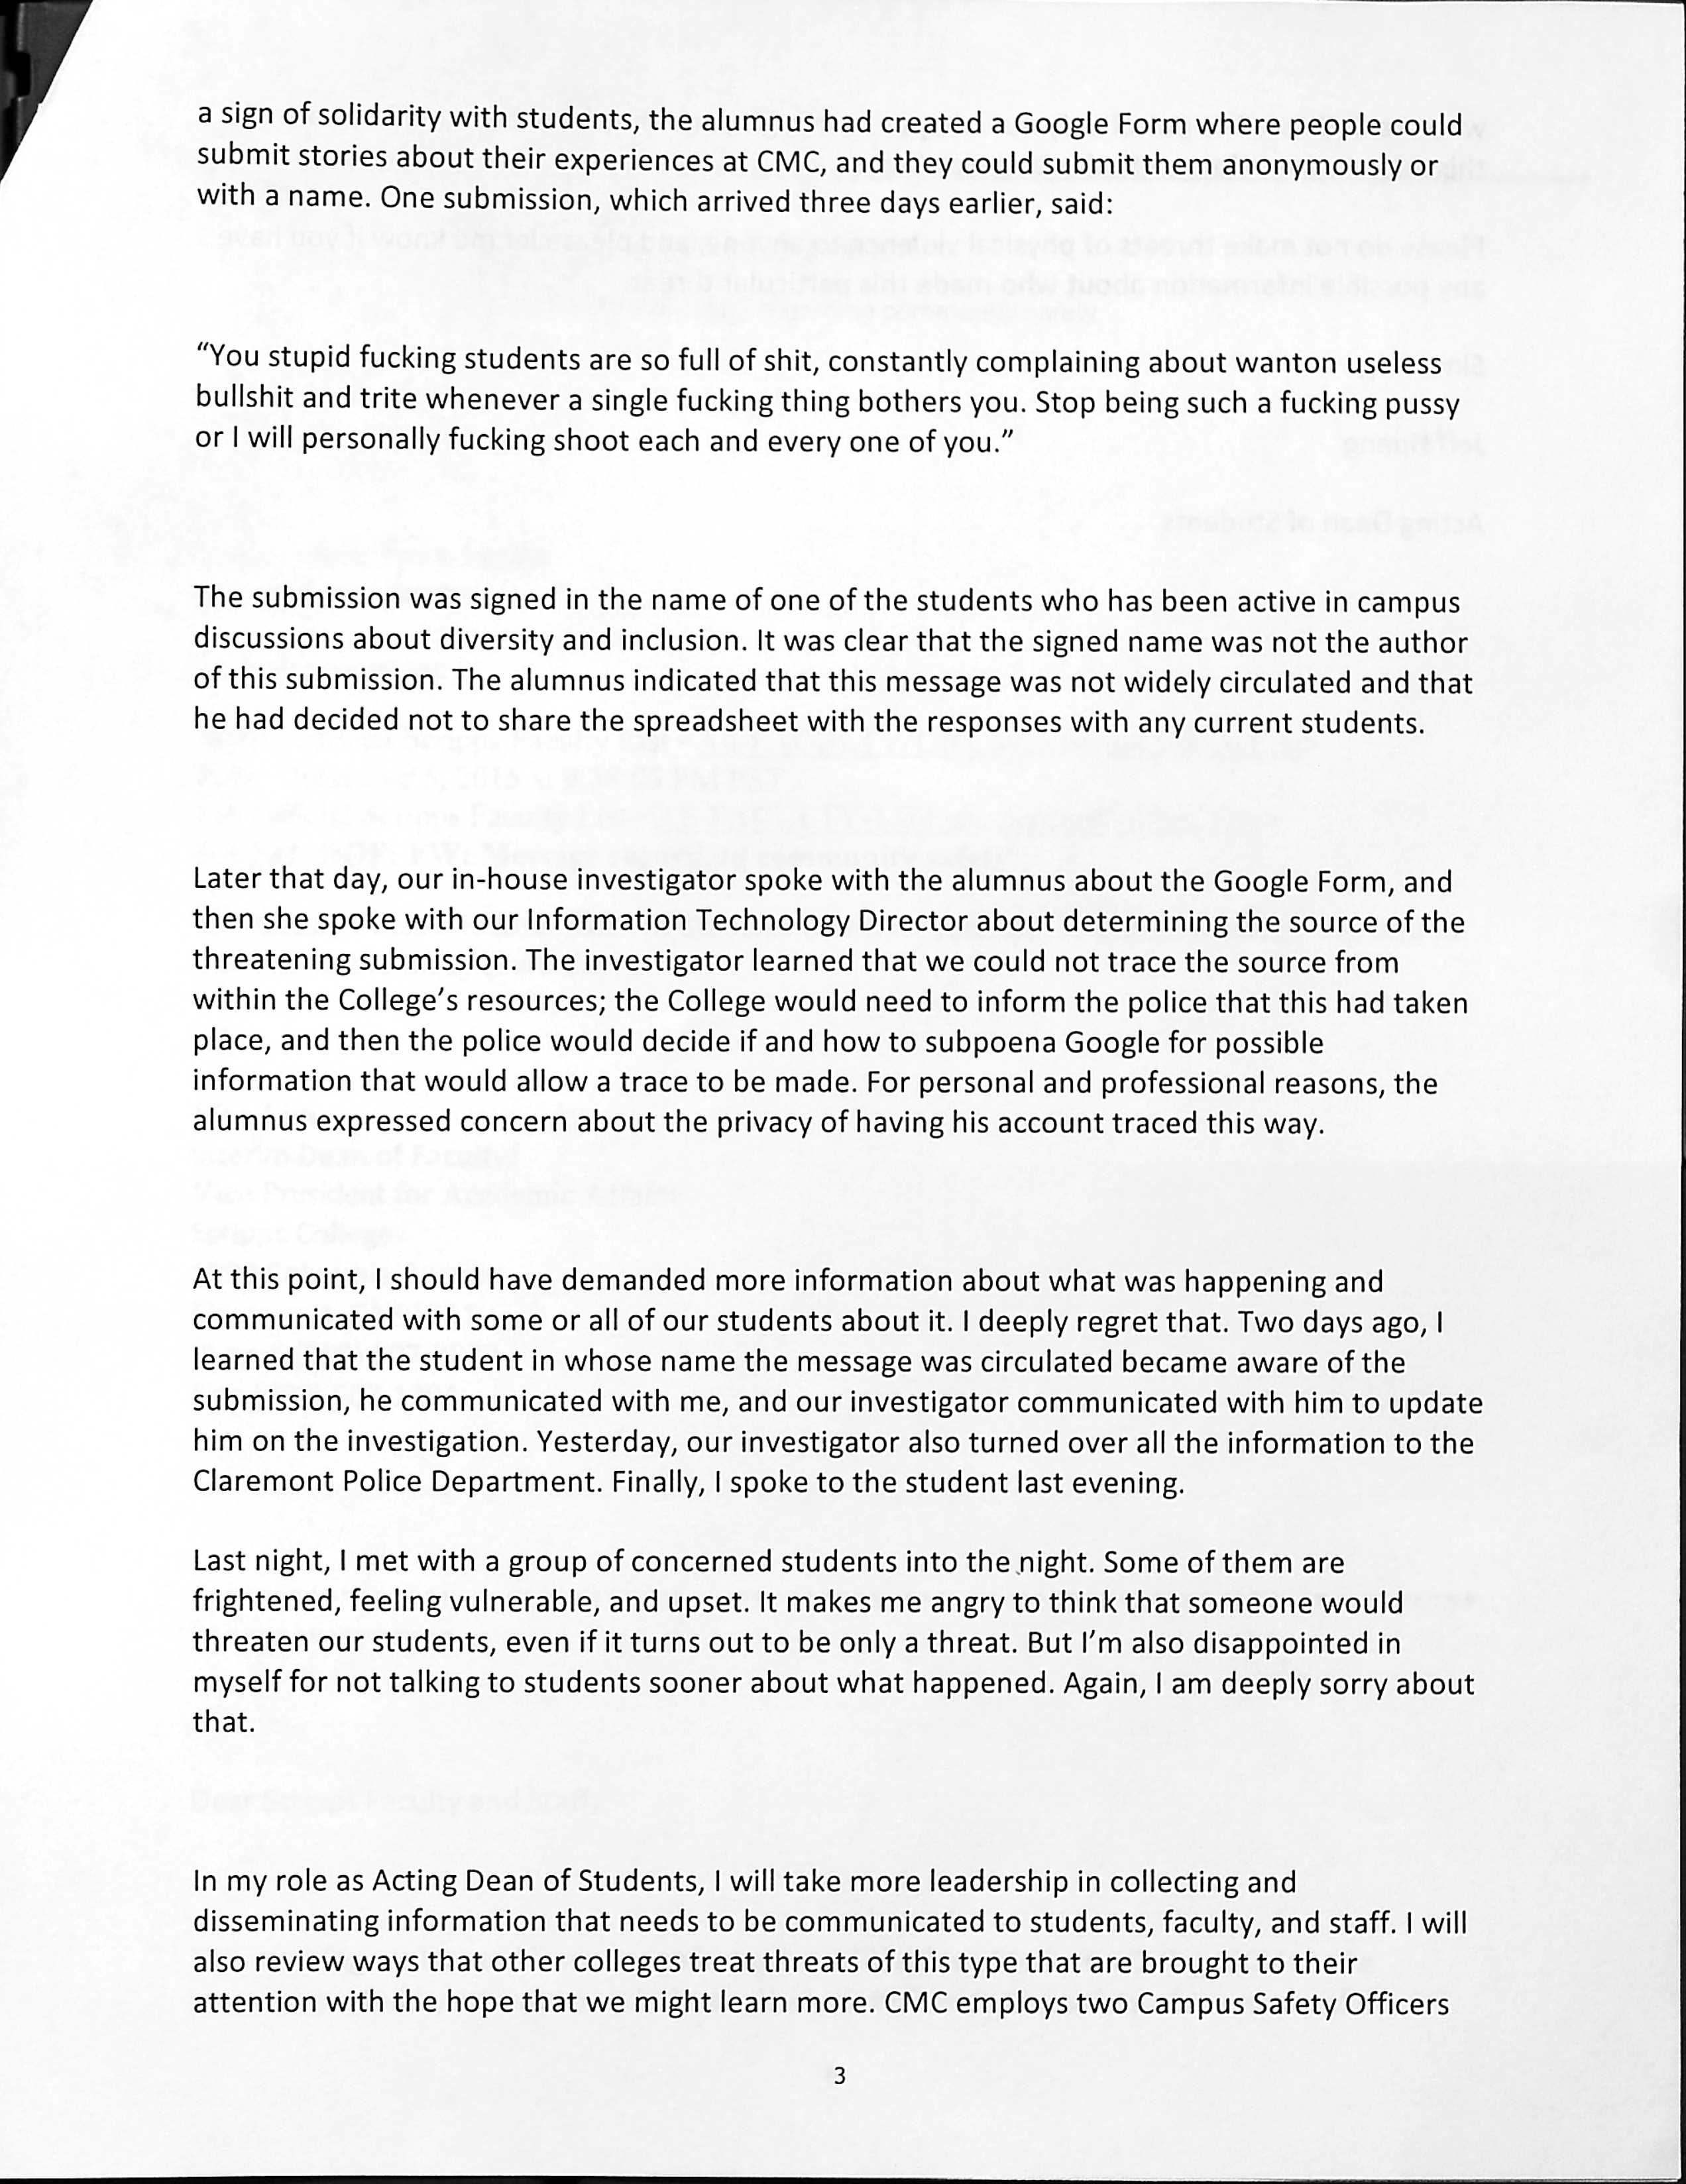 a sign of solidarity with students, the alumnus had created a Google Form where people could
submit stories about their experiences at CMC, and they could submit them anonymously or
with a name. One submission, which arrived three days earlier, said:
“You stupid fucking students are so full of shit, constantly complaining about wanton useless
bullshit and trite whenever a single fucking thing bothers you. Stop being such a fucking pussy
or I will personally fucking shoot each and every one of you.”
The submission was signed in the name of one of the students who has been active in campus
discussions about diversity and inclusion. It was clear that the signed name was not the author
of this submission. The alumnus indicated that this message was not widely circulated and that
he had decided not to share the spreadsheet with the responses with any current students.
Later that day, our in-house investigator spoke with the alumnus about the Google Form, and
then she spoke with our Information Technology Director about determining the source of the
threatening submission. The investigator learned that we could not trace the source from
within the College’s resources; the College would need to inform the police that this had taken
place, and then the police would decide if and how to subpoena Google for possible
information that would allow a trace to be made. For personal and professional reasons, the
alumnus expressed concern about the privacy of having his account traced this way.
At this point, I should have demanded more information about what was happening and
communicated with some or all of our students about it. I deeply regret that. Two days ago, I
learned that the student in whose name the message was circulated became aware of the
submission, he communicated with me, and our investigator communicated with him to update
him on the investigation. Yesterday, our investigator also turned over all the information to the
Claremont Police Department. Finally, I spoke to the student last evening.
Last night, I met with a group of concerned students into the night. Some of them are
frightened, feeling vulnerable, and upset. It makes me angry to think that someone would
threaten our students, even if it turns out to be only a threat. But I’m also disappointed in
myself for not talking to students sooner about what happened. Again, I am deeply sorry about
that.
In my role as Acting Dean of Students, I will take more leadership in collecting and
disseminating information that needs to be communicated to students, faculty, and staff. I will
also review ways that other colleges treat threats of this type that are brought to their
attention with the hope that we might learn more. CMC employs two Campus Safety Officers
3